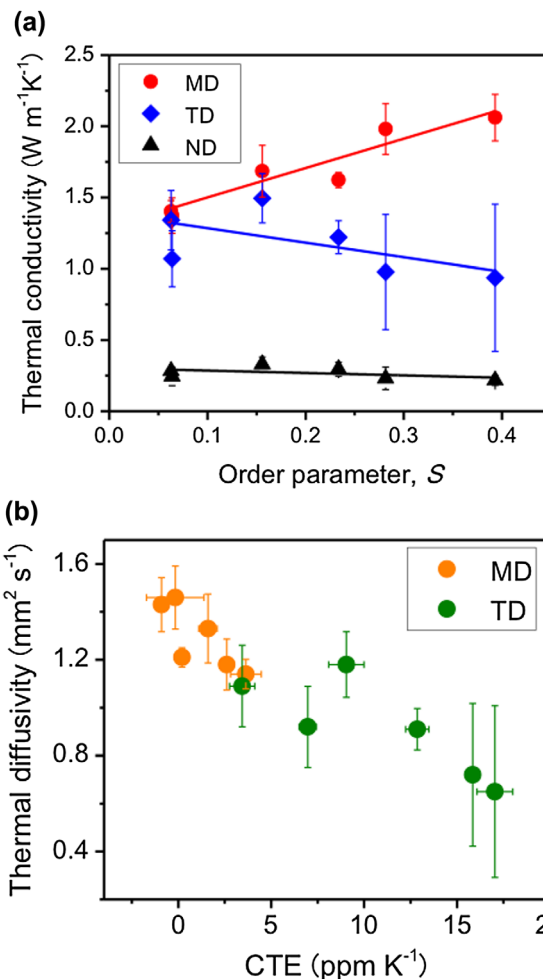 (a)
Thermal conductivity (W m⁻¹K⁻¹)
2.5
2.0
1.5
1.0
0.5
0.0
MD
TD
ND
0.0 0.1 0.2 0.3 0.4
Order parameter, S
(b)
Thermal diffusivity (mm² s⁻¹)
1.6
1.2
0.8
0.4
MD
TD
0 5 10 15 2
CTE (ppm K⁻¹)